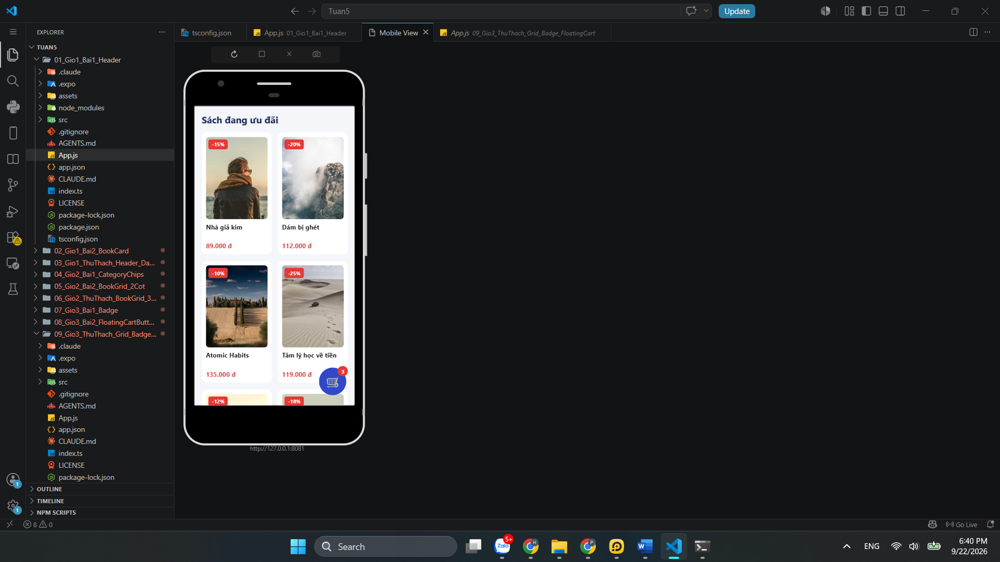 Tuan5
Update
EXPLORER
tsconfig.json
App.js 01_Gio1_Bai1_Header
Mobile View
App.js 09_Gio3_ThuThach_Grid_Badge_FloatingCart
TUAN5
01_Gio1_Bai1_Header
.claude
.expo
assets
node_modules
src
.gitignore
AGENTS.md
App.js
app.json
CLAUDE.md
index.ts
LICENSE
package-lock.json
package.json
tsconfig.json
02_Gio1_Bai2_BookCard
03_Gio1_ThuThach_Header_Da...
04_Gio2_Bai1_CategoryChips
05_Gio2_Bai2_BookGrid_2Cot
06_Gio2_ThuThach_BookGrid_3...
07_Gio3_Bai1_Badge
08_Gio3_Bai2_FloatingCartButt...
09_Gio3_ThuThach_Grid_Badge...
.claude
.expo
assets
src
.gitignore
AGENTS.md
App.js
app.json
CLAUDE.md
index.ts
LICENSE
package-lock.json
OUTLINE
TIMELINE
NPM SCRIPTS
Sách đang ưu đãi
-15%
-20%
Nhà giả kim
Dám bị ghét
89.000 đ
112.000 đ
-10%
-25%
Atomic Habits
Tâm lý học về tiền
135.000 đ
119.000 đ
3
-12%
-18%
http://127.0.0.1:8081
1
1
8
0
Go Live
Search
Zalo
5+
H
P
W
ENG
6:40 PM
9/22/2026